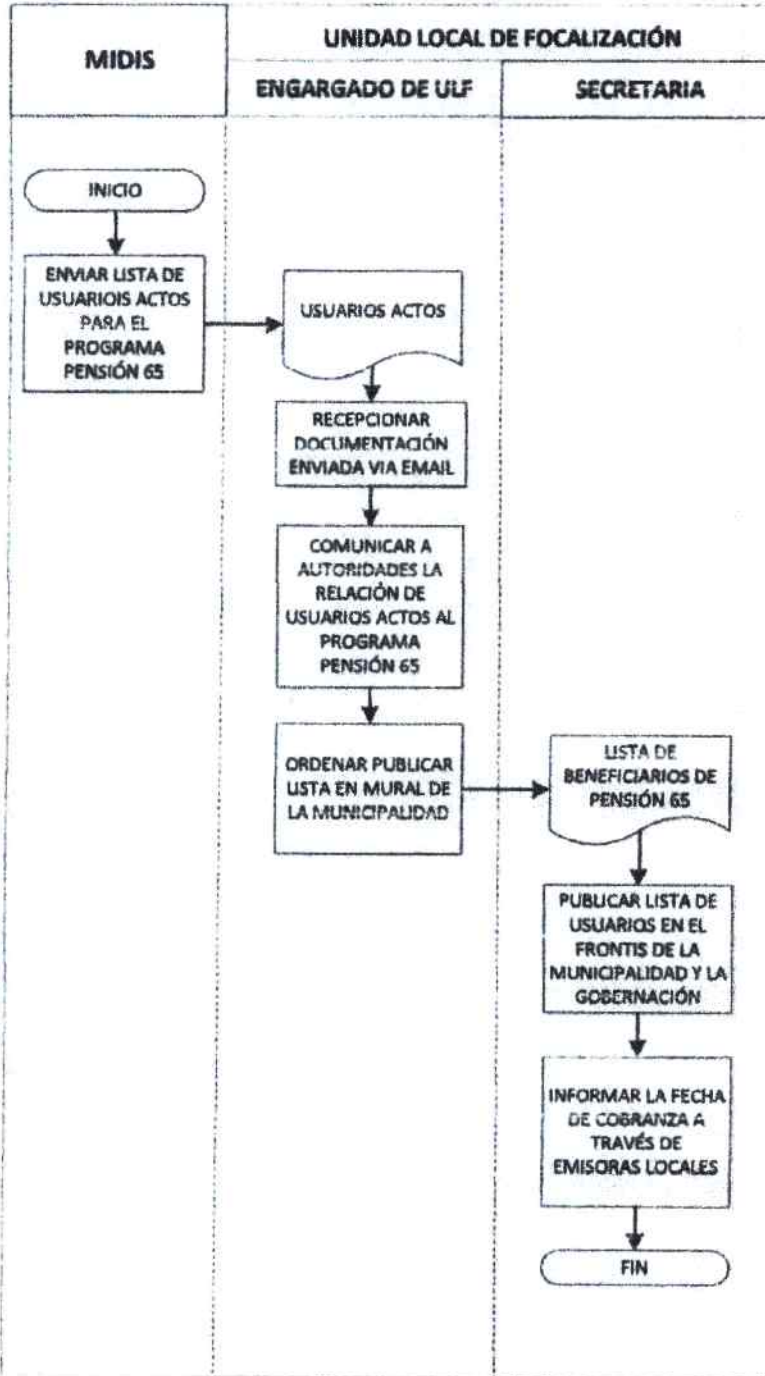 MIDIS
UNIDAD LOCAL DE FOCALIZACIÓN
ENGARGADO DE ULF
SECRETARIA
INICIO
ENVIAR LISTA DE
USUARIOIS ACTOS
PARA EL
PROGRAMA
PENSIÓN 65
USUARIOS ACTOS
RECEPCIONAR
DOCUMENTACIÓN
ENVIADA VIA EMAIL
COMUNICAR A
AUTORIDADES LA
RELACIÓN DE
USUARIOS ACTOS AL
PROGRAMA
PENSIÓN 65
ORDENAR PUBLICAR
LISTA EN MURAL DE
LA MUNICIPALIDAD
LISTA DE
BENEFICIARIOS DE
PENSIÓN 65
PUBLICAR LISTA DE
USUARIOS EN EL
FRONTIS DE LA
MUNICIPALIDAD Y LA
GOBERNACIÓN
INFORMAR LA FECHA
DE COBRANZA A
TRAVÉS DE
EMISORAS LOCALES
FIN